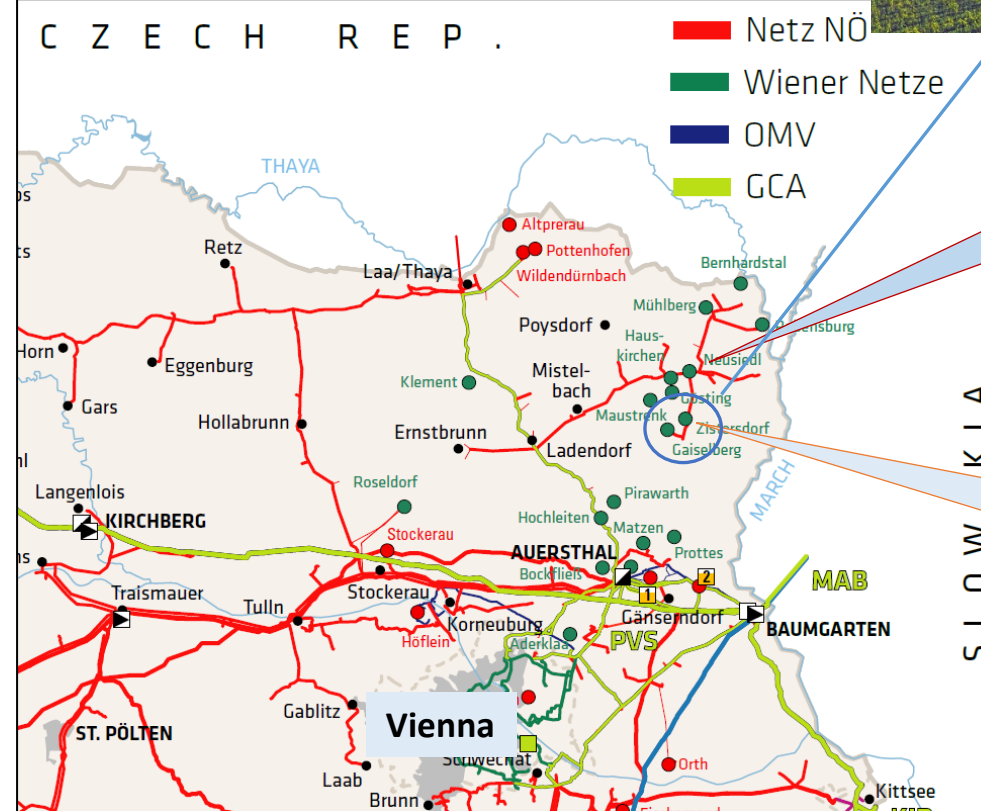 CZECH REP.
Netz NÖ
Wiener Netze
OMV
GCA
THAYA
Altprerau
Pottenhofen
Wildendürnbach
Retz
Laa/Thaya
Bernhardstal
Mühlberg
Poysdorf
Haus-
kirchen
Neusiedl
Horn
Eggenburg
Mistel-
bach
Klement
Gösting
Gars
Maustrenk
Zistersdorf
Hollabrunn
Ernstbrunn
Ladendorf
Gaiselberg
MARCH
Roseldorf
Langenlois
KIRCHBERG
Pirawarth
Hochleiten
Matzen
Stockerau
AUERSTHAL
Prottes
Bockfließ
2
MAB
Traismauer
Tulln
Stockerau
1
Korneuburg
Gänserndorf
BAUMGARTEN
Höflein
Aderklaa
PVS
Gablitz
Vienna
ST. PÖLTEN
Schwechat
Orth
Laab
Brunn
Kittsee